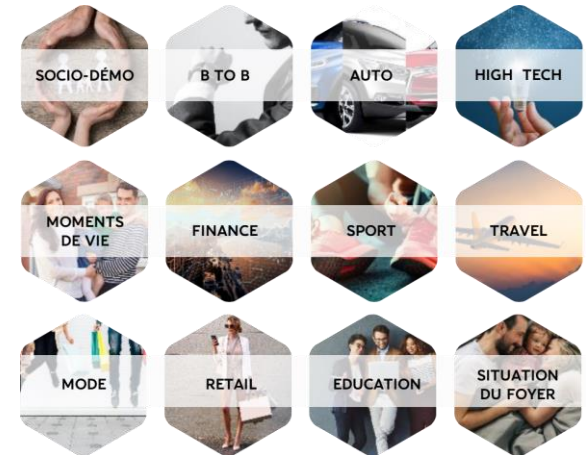 SOCIO-DÉMO
B TO B
AUTO
HIGH TECH
MOMENTS
DE VIE
FINANCE
SPORT
TRAVEL
MODE
RETAIL
EDUCATION
SITUATION
DU FOYER